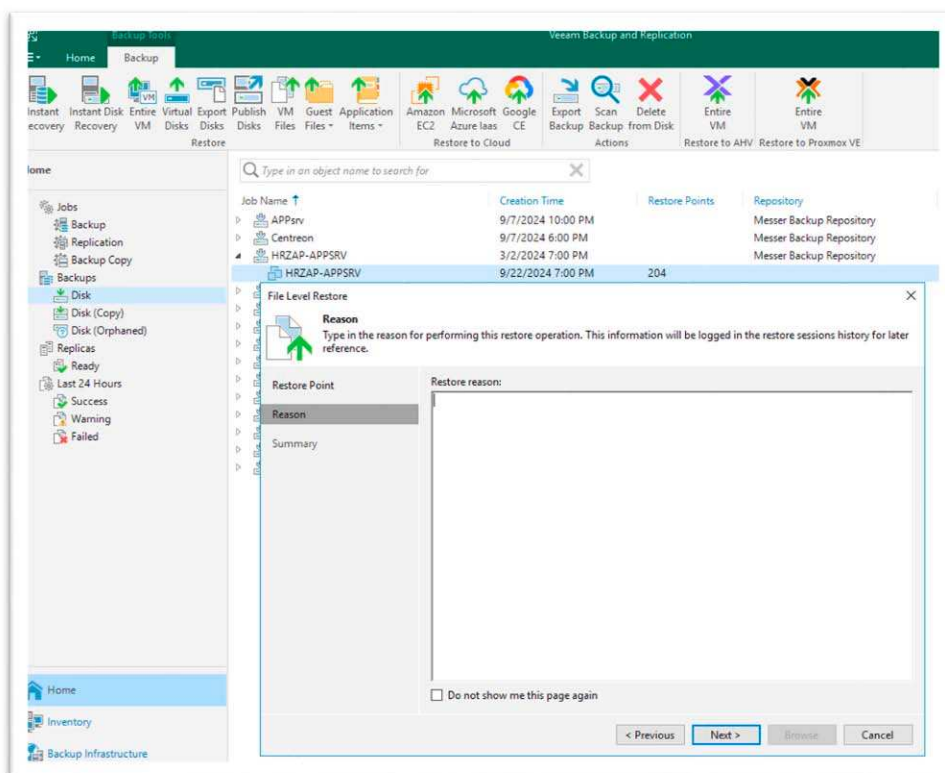 Backup Tools
Veeam Backup and Replication
Home Backup
Instant Recovery
Instant Disk Recovery
Entire VM
Virtual Disks
Export Disks
Publish Disks
VM Files
Guest Files
Application Items
Amazon EC2
Microsoft Azure Iaas
Google CE
Export Backup
Scan Backup
Delete from Disk
Entire VM
Entire VM
Restore
Restore to Cloud
Actions
Restore to AHV
Restore to Proxmox VE
Home
Type in an object name to search for
Jobs
Backup
Replication
Backup Copy
Backups
Disk
Disk (Copy)
Disk (Orphaned)
Replicas
Ready
Last 24 Hours
Success
Warning
Failed
Job Name Creation Time Restore Points Repository
APPsrv 9/7/2024 10:00 PM Messer Backup Repository
Centreon 9/7/2024 6:00 PM Messer Backup Repository
HRZAP-APPSRV 3/2/2024 7:00 PM Messer Backup Repository
HRZAP-APPSRV 9/22/2024 7:00 PM 204
File Level Restore
Reason
Type in the reason for performing this restore operation. This information will be logged in the restore sessions history for later
reference.
Restore Point
Reason
Summary
Restore reason:
Do not show me this page again
< Previous Next > Browse Cancel
Home
Inventory
Backup Infrastructure